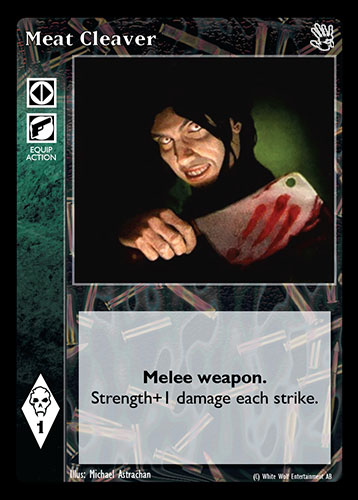 Meat Cleaver
EQUIP
ACTION
Melee weapon.
Strength+1 damage each strike.
1
Illus: Michael Astrachan
(C) White Wolf Entertainment AB